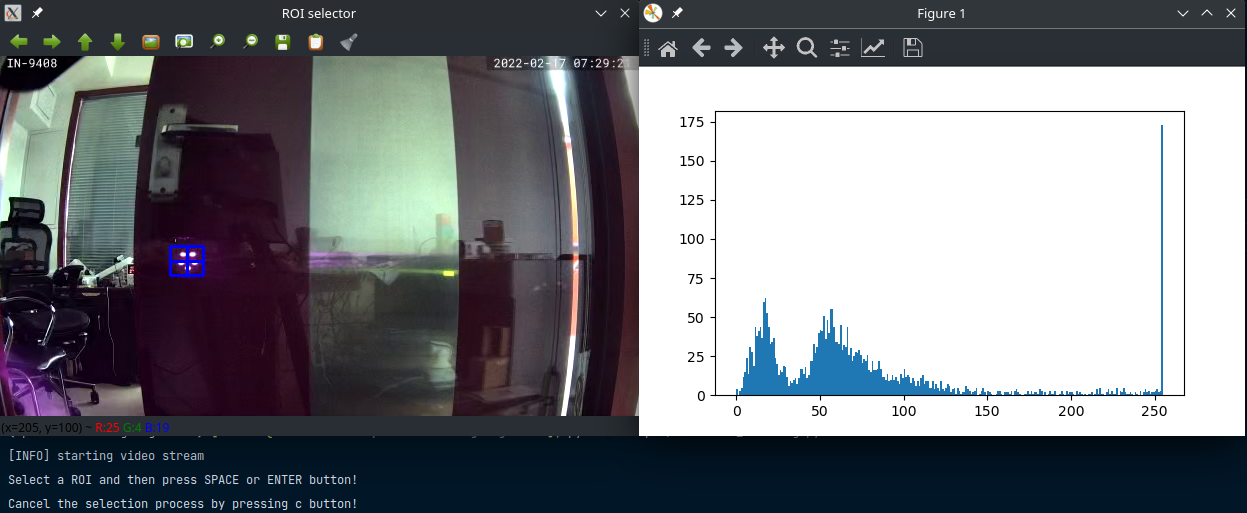 ROI selector
IN-9408
2022-02-17 07:29:2
(x=205, y=100) ~ R:25 G:4 B:19
Figure 1
175
150
125
100
75
50
25
0
0 50 100 150 200 250
[INFO] starting video stream
Select a ROI and then press SPACE or ENTER button!
Cancel the selection process by pressing c button!